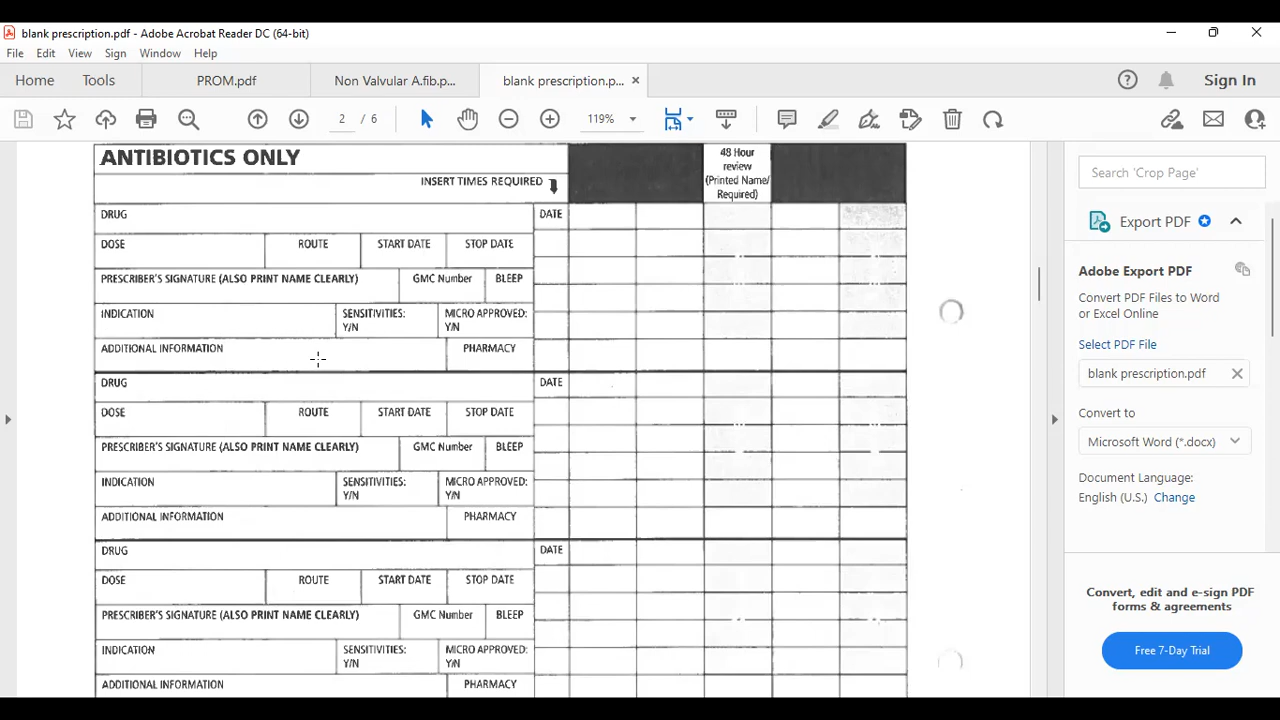 blank prescription.pdf - Adobe Acrobat Reader DC (64-bit)
File Edit View Sign Window Help
Home Tools PROM.pdf Non Valvular A.fib.p... blank prescription.p... Sign In
2 / 6 119%
ANTIBIOTICS ONLY
INSERT TIMES REQUIRED
48 Hour
review
(Printed Name/
Required)
DRUG DATE
DOSE ROUTE START DATE STOP DATE
PRESCRIBER'S SIGNATURE (ALSO PRINT NAME CLEARLY) GMC Number BLEEP
INDICATION SENSITIVITIES: MICRO APPROVED:
Y/N Y/N
ADDITIONAL INFORMATION PHARMACY
DRUG DATE
DOSE ROUTE START DATE STOP DATE
PRESCRIBER'S SIGNATURE (ALSO PRINT NAME CLEARLY) GMC Number BLEEP
INDICATION SENSITIVITIES: MICRO APPROVED:
Y/N Y/N
ADDITIONAL INFORMATION PHARMACY
DRUG DATE
DOSE ROUTE START DATE STOP DATE
PRESCRIBER'S SIGNATURE (ALSO PRINT NAME CLEARLY) GMC Number BLEEP
INDICATION SENSITIVITIES: MICRO APPROVED:
Y/N Y/N
ADDITIONAL INFORMATION PHARMACY
Search 'Crop Page'
Export PDF
Adobe Export PDF
Convert PDF Files to Word
or Excel Online
Select PDF File
blank prescription.pdf
Convert to
Microsoft Word (*.docx)
Document Language:
English (U.S.) Change
Convert, edit and e-sign PDF
forms & agreements
Free 7-Day Trial